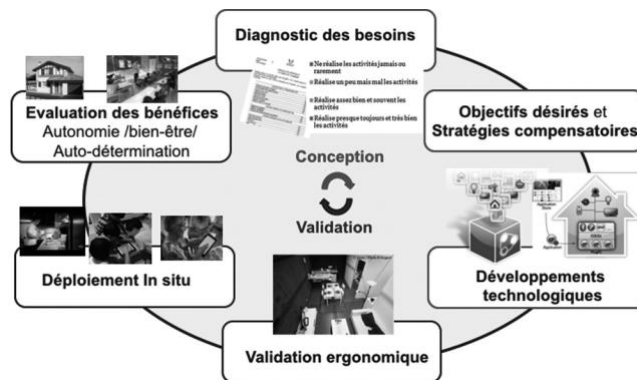 Diagnostic des besoins
Ne réalise les activités jamais ou
rarement
Réalise un peu mais mal les activités
Réalise assez bien et souvent les
activités
Réalise presque toujours et très bien
les activités
Objectifs désirés et
Stratégies compensatoires
Développements
technologiques
Validation ergonomique
Déploiement In situ
Evaluation des bénéfices
Autonomie /bien-être/
Auto-détermination
Conception
Validation